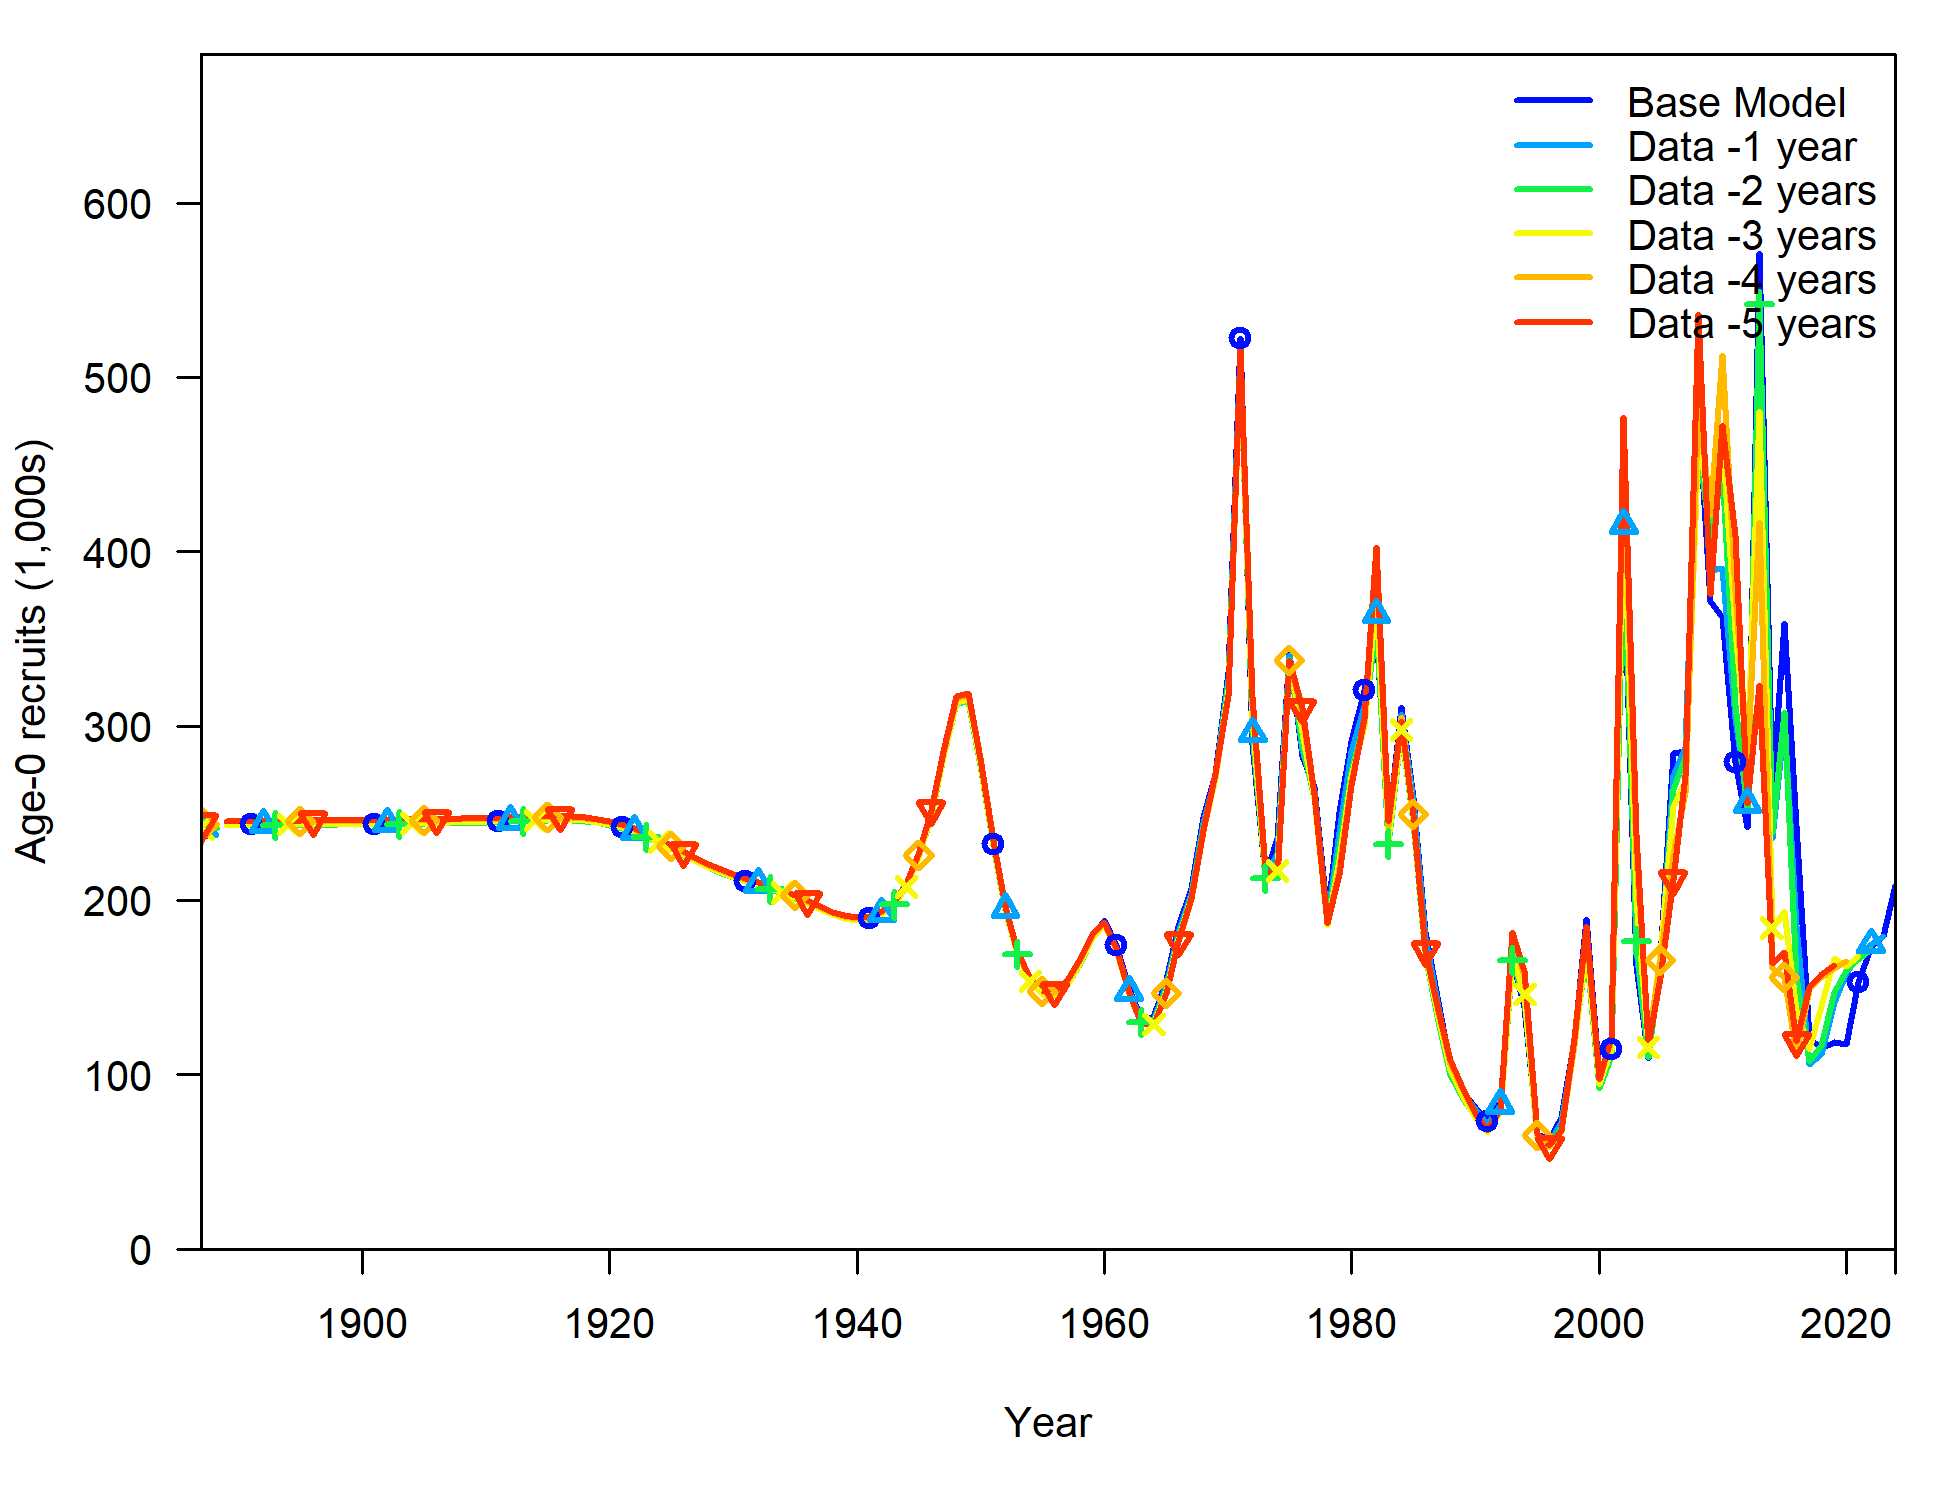 Base Model
Data -1 year
Data -2 years
Data -3 years
Data -4 years
Data -5 years
600
500
400
300
200
100
0
Age-0 recruits (1,000s)
1900 1920 1940 1960 1980 2000 2020
Year